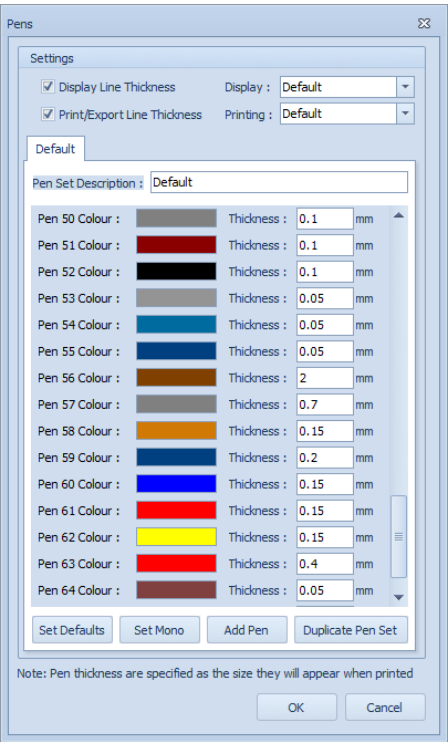 Pens
Settings
Display Line Thickness Display : Default
Print/Export Line Thickness Printing : Default
Default
Pen Set Description : Default
Pen 50 Colour : Thickness : 0.1 mm
Pen 51 Colour : Thickness : 0.1 mm
Pen 52 Colour : Thickness : 0.1 mm
Pen 53 Colour : Thickness : 0.05 mm
Pen 54 Colour : Thickness : 0.05 mm
Pen 55 Colour : Thickness : 0.05 mm
Pen 56 Colour : Thickness : 2 mm
Pen 57 Colour : Thickness : 0.7 mm
Pen 58 Colour : Thickness : 0.15 mm
Pen 59 Colour : Thickness : 0.2 mm
Pen 60 Colour : Thickness : 0.15 mm
Pen 61 Colour : Thickness : 0.15 mm
Pen 62 Colour : Thickness : 0.15 mm
Pen 63 Colour : Thickness : 0.4 mm
Pen 64 Colour : Thickness : 0.05 mm
Set Defaults Set Mono Add Pen Duplicate Pen Set
Note: Pen thickness are specified as the size they will appear when printed
OK Cancel